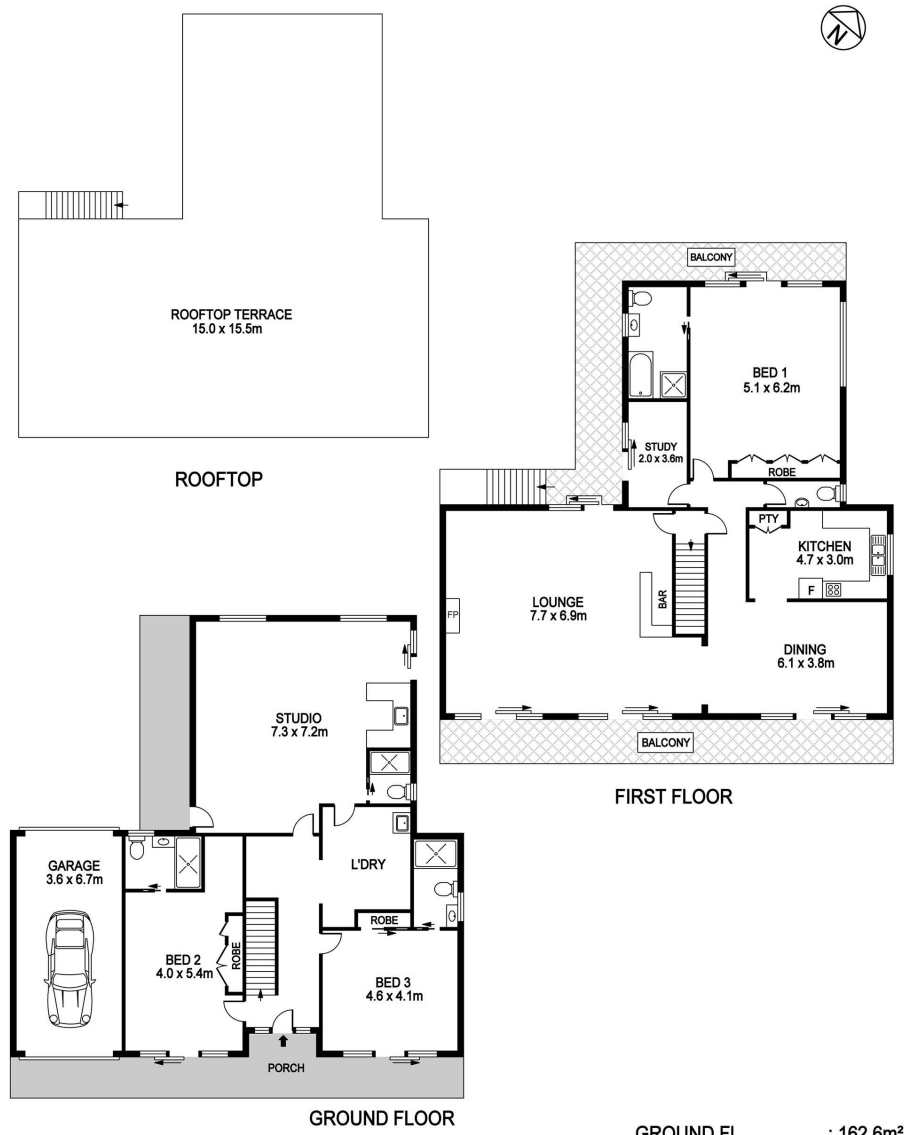 N
ROOFTOP TERRACE
15.0 x 15.5m
ROOFTOP
BALCONY
BED 1
5.1 x 6.2m
STUDY
2.0 x 3.6m
ROBE
PTY
KITCHEN
4.7 x 3.0m
F
LOUNGE
7.7 x 6.9m
BAR
FP
DINING
6.1 x 3.8m
BALCONY
FIRST FLOOR
STUDIO
7.3 x 7.2m
GARAGE
3.6 x 6.7m
L'DRY
ROBE
BED 2
4.0 x 5.4m
ROBE
BED 3
4.6 x 4.1m
PORCH
GROUND FLOOR
: 162.6m²